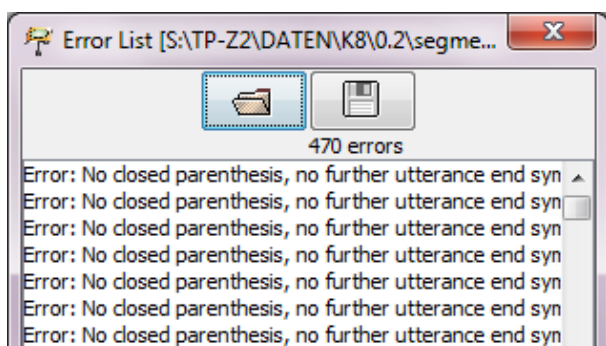 Error List [S:\TP-Z2\DATEN\K8\0.2\segme...
470 errors
Error: No closed parenthesis, no further utterance end syn
Error: No closed parenthesis, no further utterance end syn
Error: No closed parenthesis, no further utterance end syn
Error: No closed parenthesis, no further utterance end syn
Error: No closed parenthesis, no further utterance end syn
Error: No closed parenthesis, no further utterance end syn
Error: No closed parenthesis, no further utterance end syn